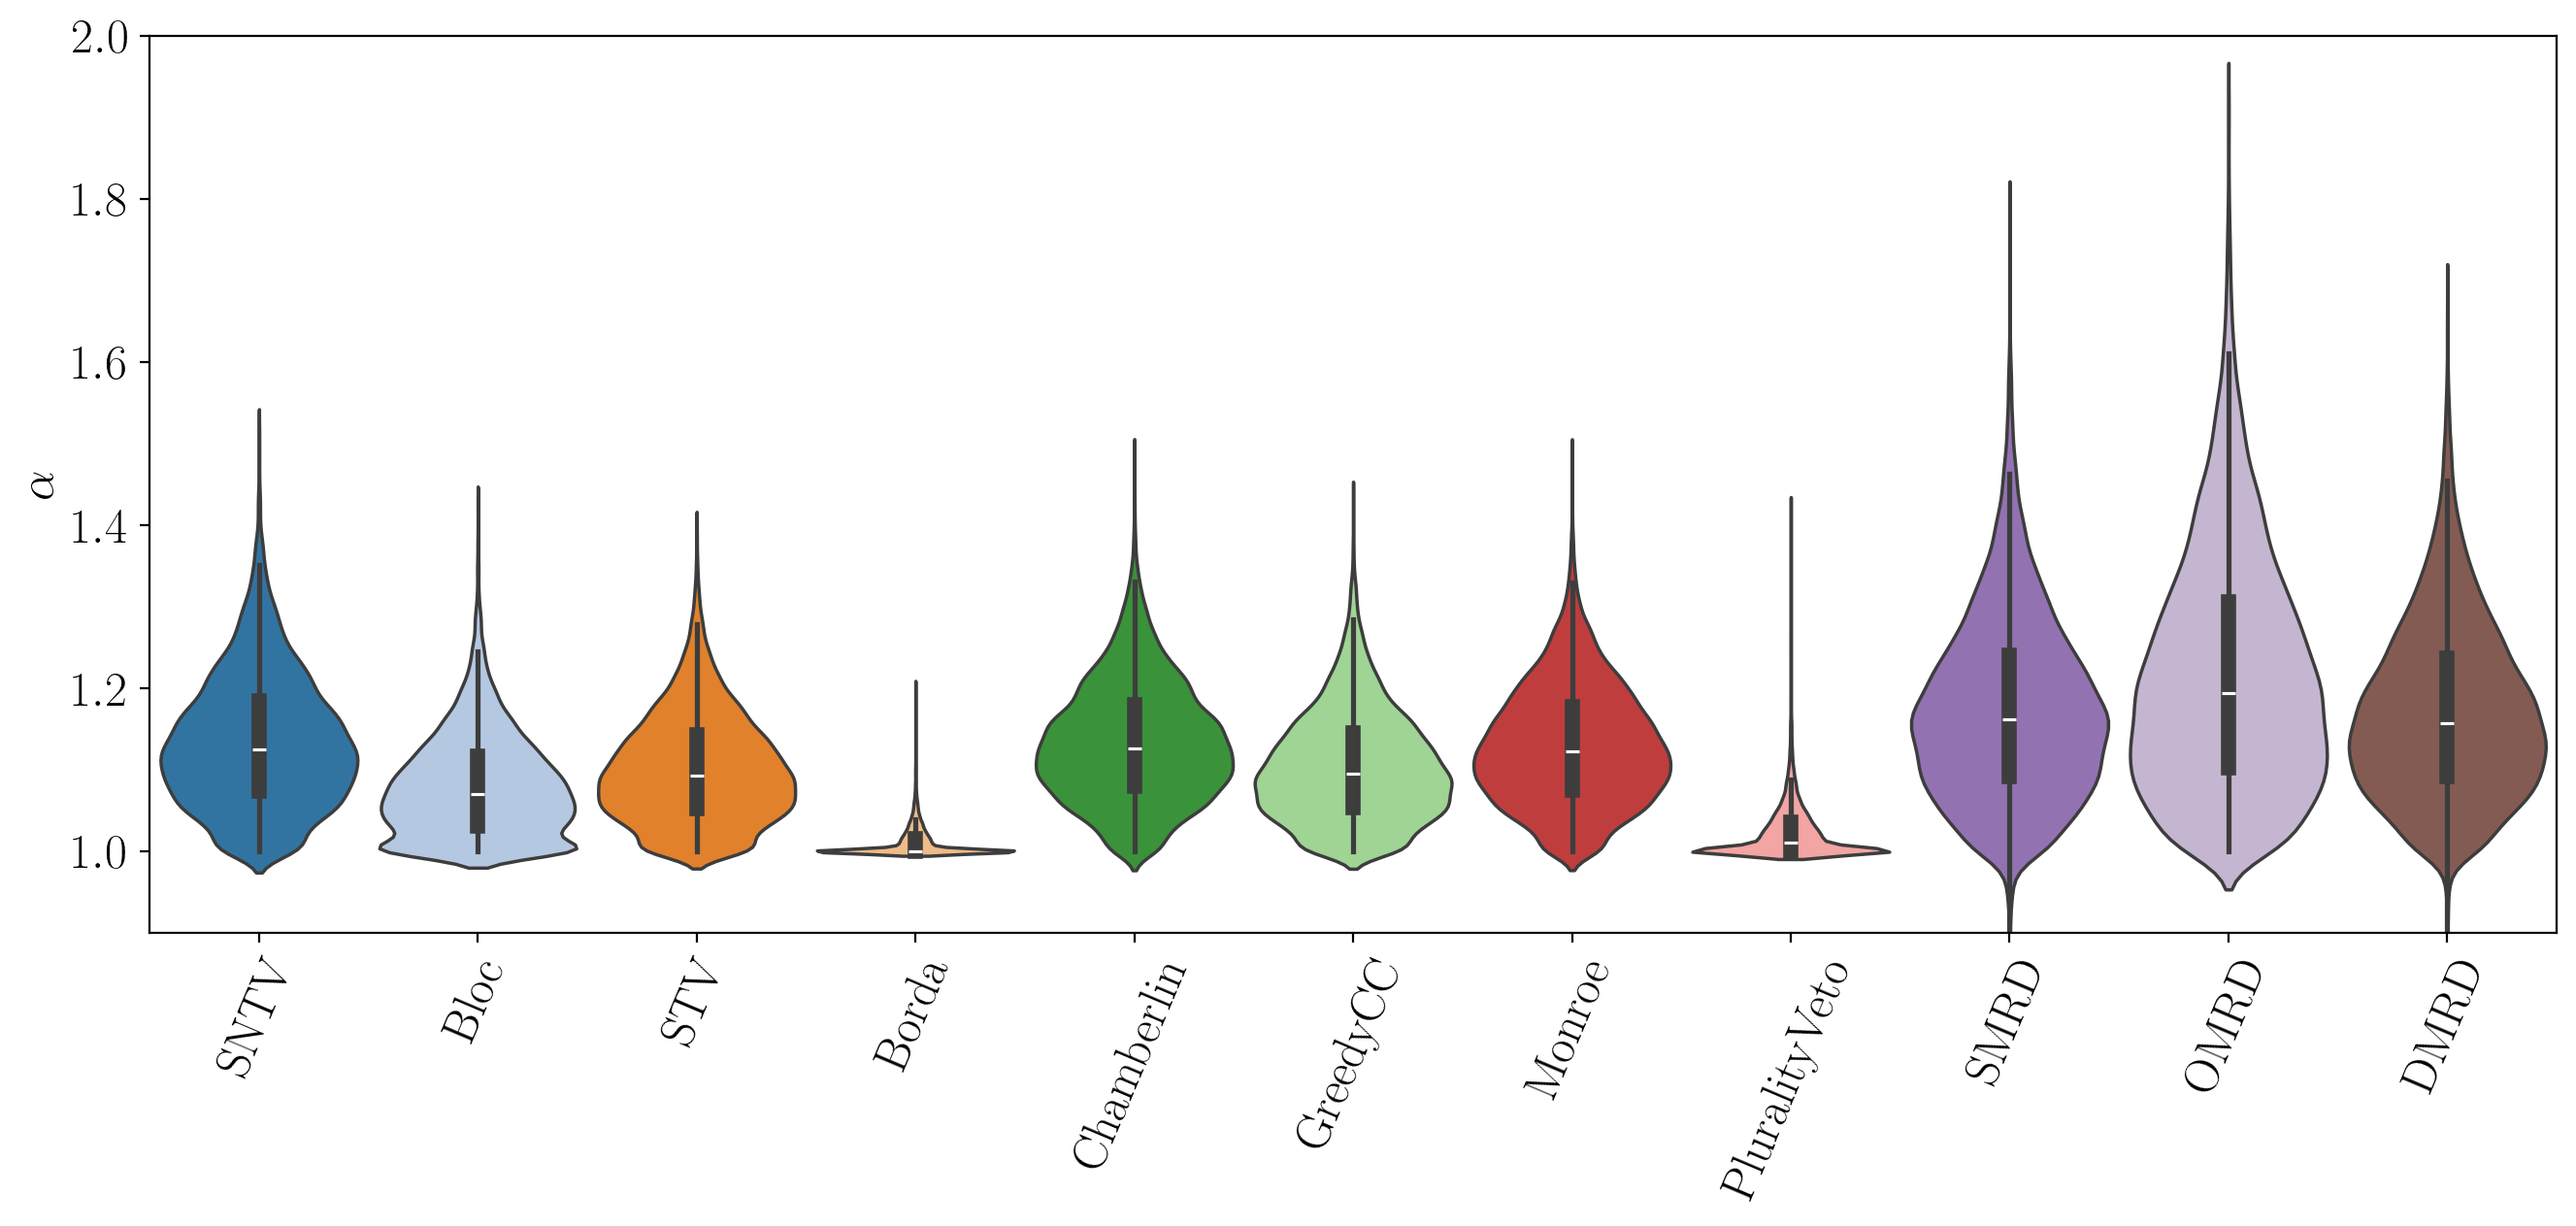 2.0
1.8
1.6
1.4
1.2
1.0
α
SNTV
Bloc
STV
Borda
Chamberlin
GreedyCC
Monroe
PluralityVeto
SMRD
OMRD
DMRD